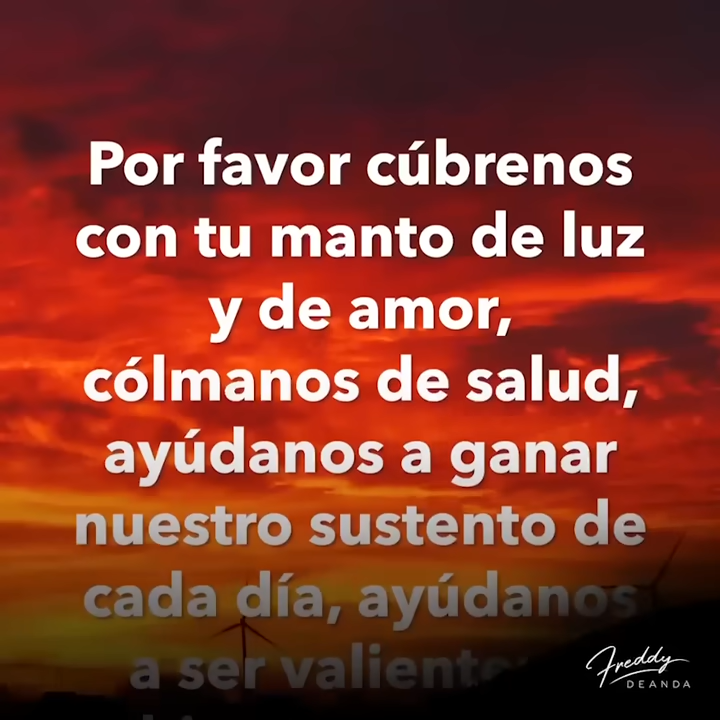 Por favor cúbrenos
con tu manto de luz
y de amor,
cólmanos de salud,
ayúdanos a ganar
nuestro sustento de
cada día, ayúdanos
a ser
Freddy
DEANDA